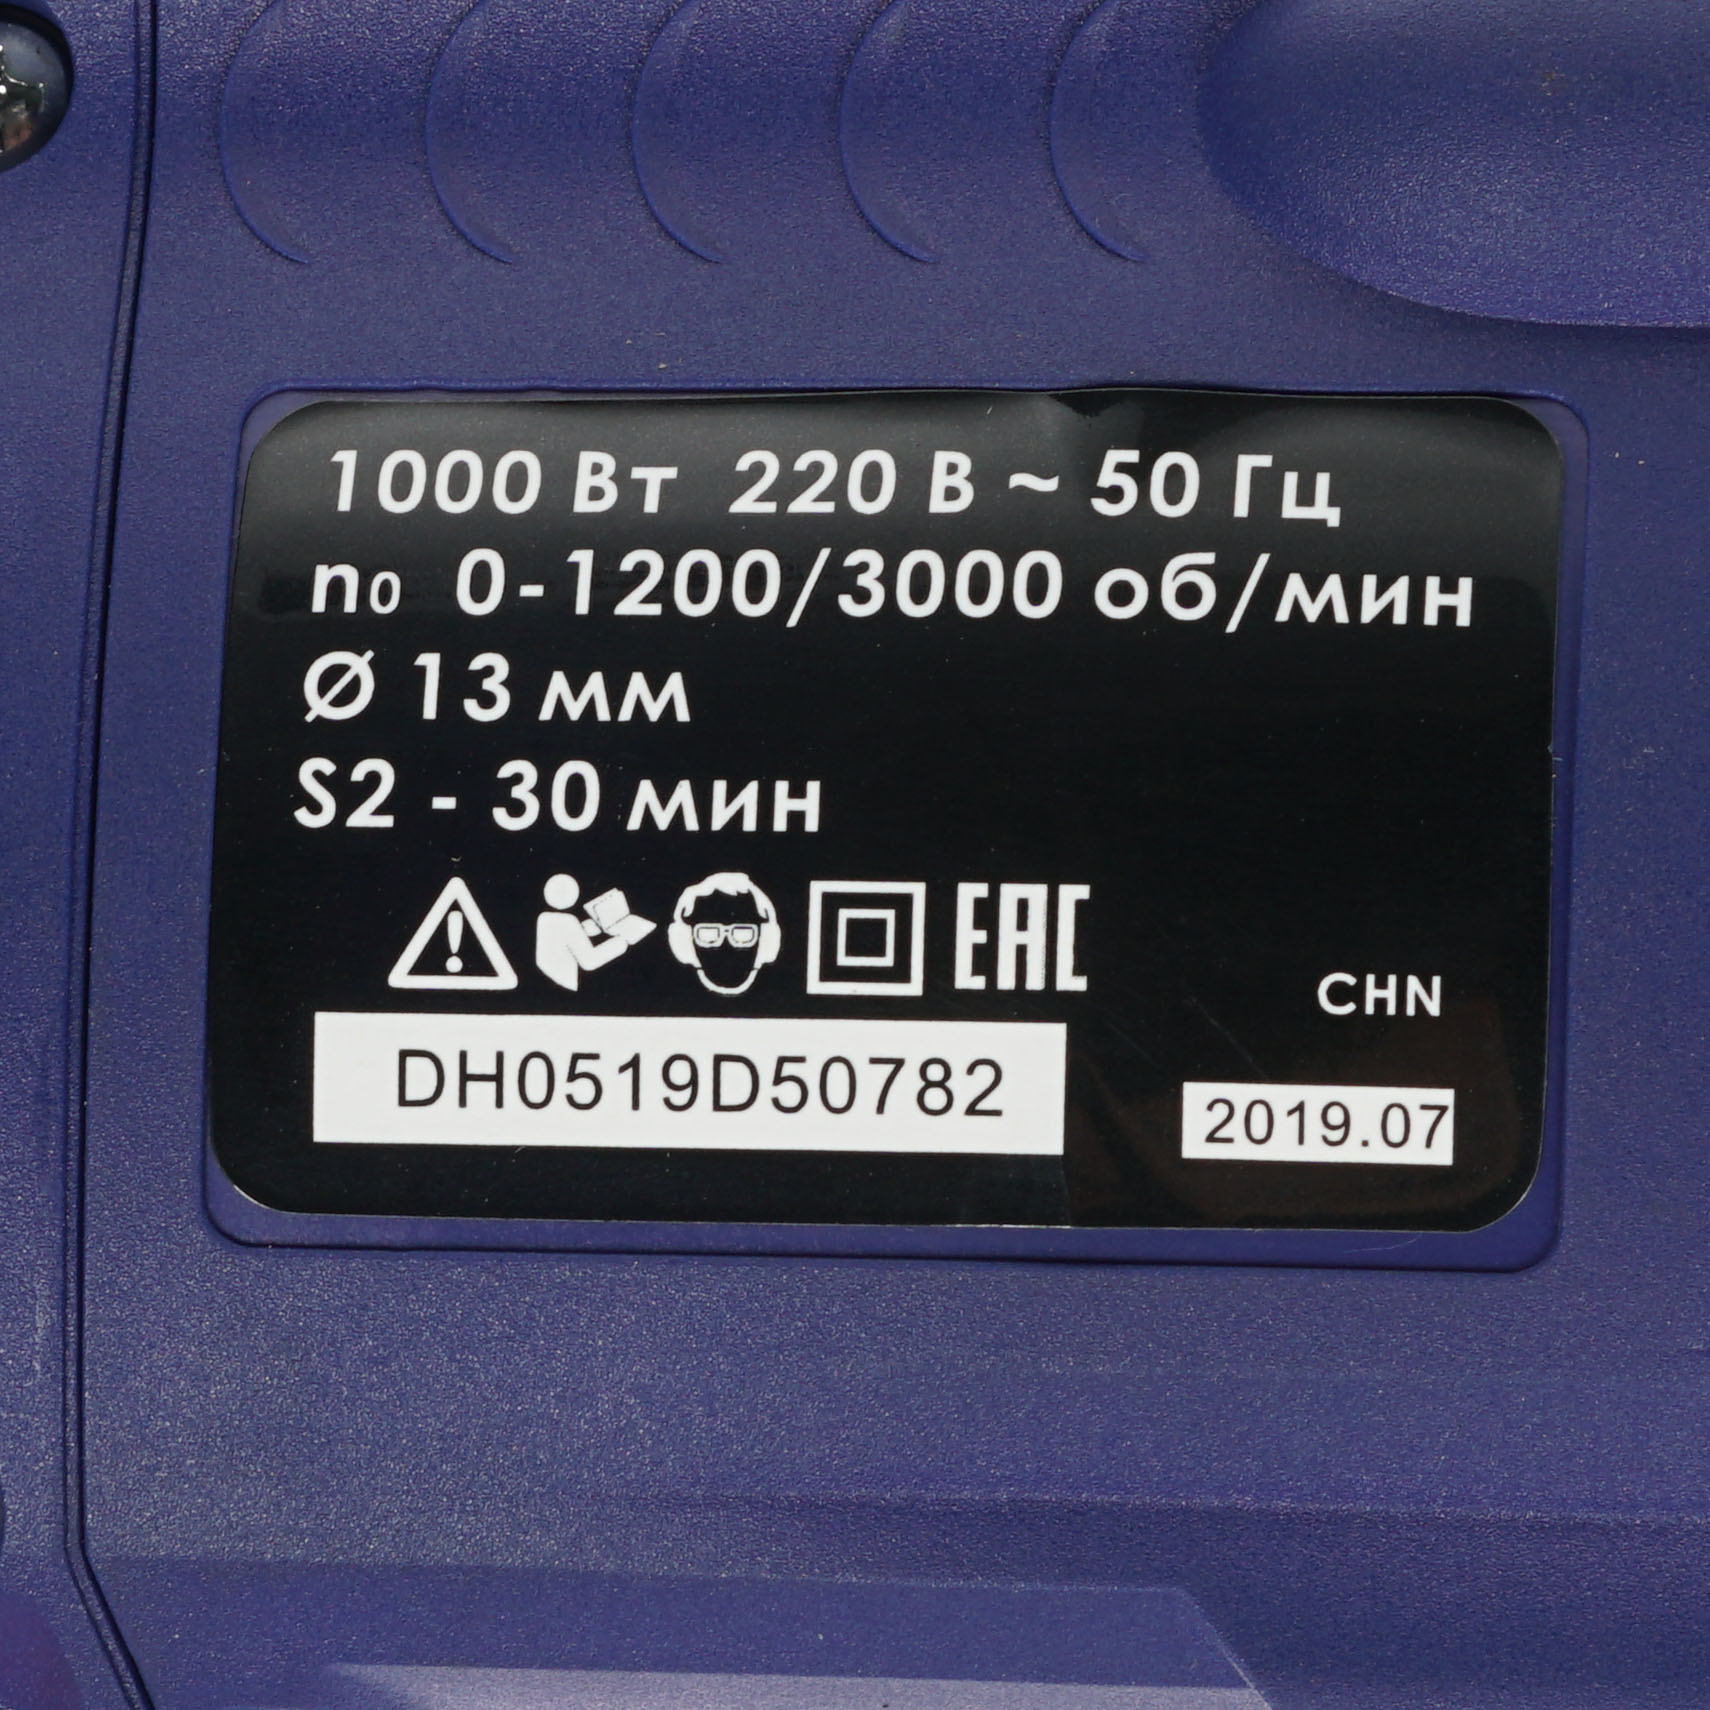 1000 Вт 220 В ~ 50 Гц
n₀ 0-1200/3000 об/мин
Ø 13 мм
S2 - 30 мин
EAC
CHN
DH0519D50782
2019.07